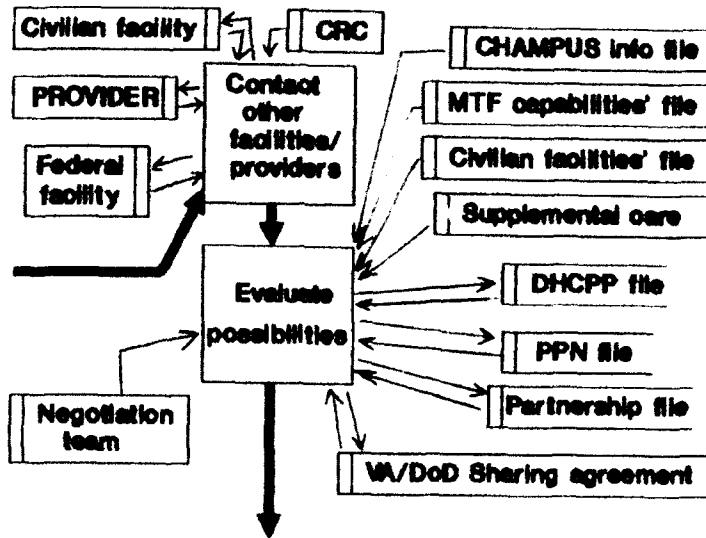 Civilian facility
CRC
PROVIDER
Contact
other
facilities/
providers
Federal
facility
CHAMPUS info file
MTF capabilities' file
Civilian facilities' file
Supplemental care
Evaluate
possibilities
DHCPP file
PPN file
Partnership file
Negotiation
team
VA/DoD Sharing agreement